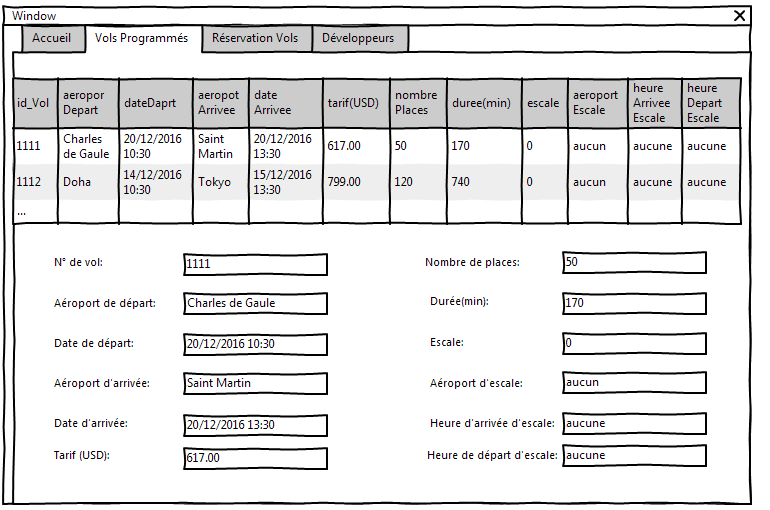 Window
Accueil Vols Programmés Réservation Vols Développeurs
id_Vol aeropor Depart dateDaprt aeropot Arrivee date Arrivee tarif(USD) nombre Places duree(min) escale aeroport Escale heure Arrivee Escale heure Depart Escale
1111 Charles de Gaule 20/12/2016 10:30 Saint Martin 20/12/2016 13:30 617.00 50 170 0 aucun aucune aucune
1112 Doha 14/12/2016 10:30 Tokyo 15/12/2016 13:30 799.00 120 740 0 aucun aucune aucune
...
N° de vol: 1111 Nombre de places: 50
Aéroport de départ: Charles de Gaule Durée(min): 170
Date de départ: 20/12/2016 10:30 Escale: 0
Aéroport d'arrivée: Saint Martin Aéroport d'escale: aucun
Date d'arrivée: 20/12/2016 13:30 Heure d'arrivée d'escale: aucune
Tarif (USD): 617.00 Heure de départ d'escale: aucune